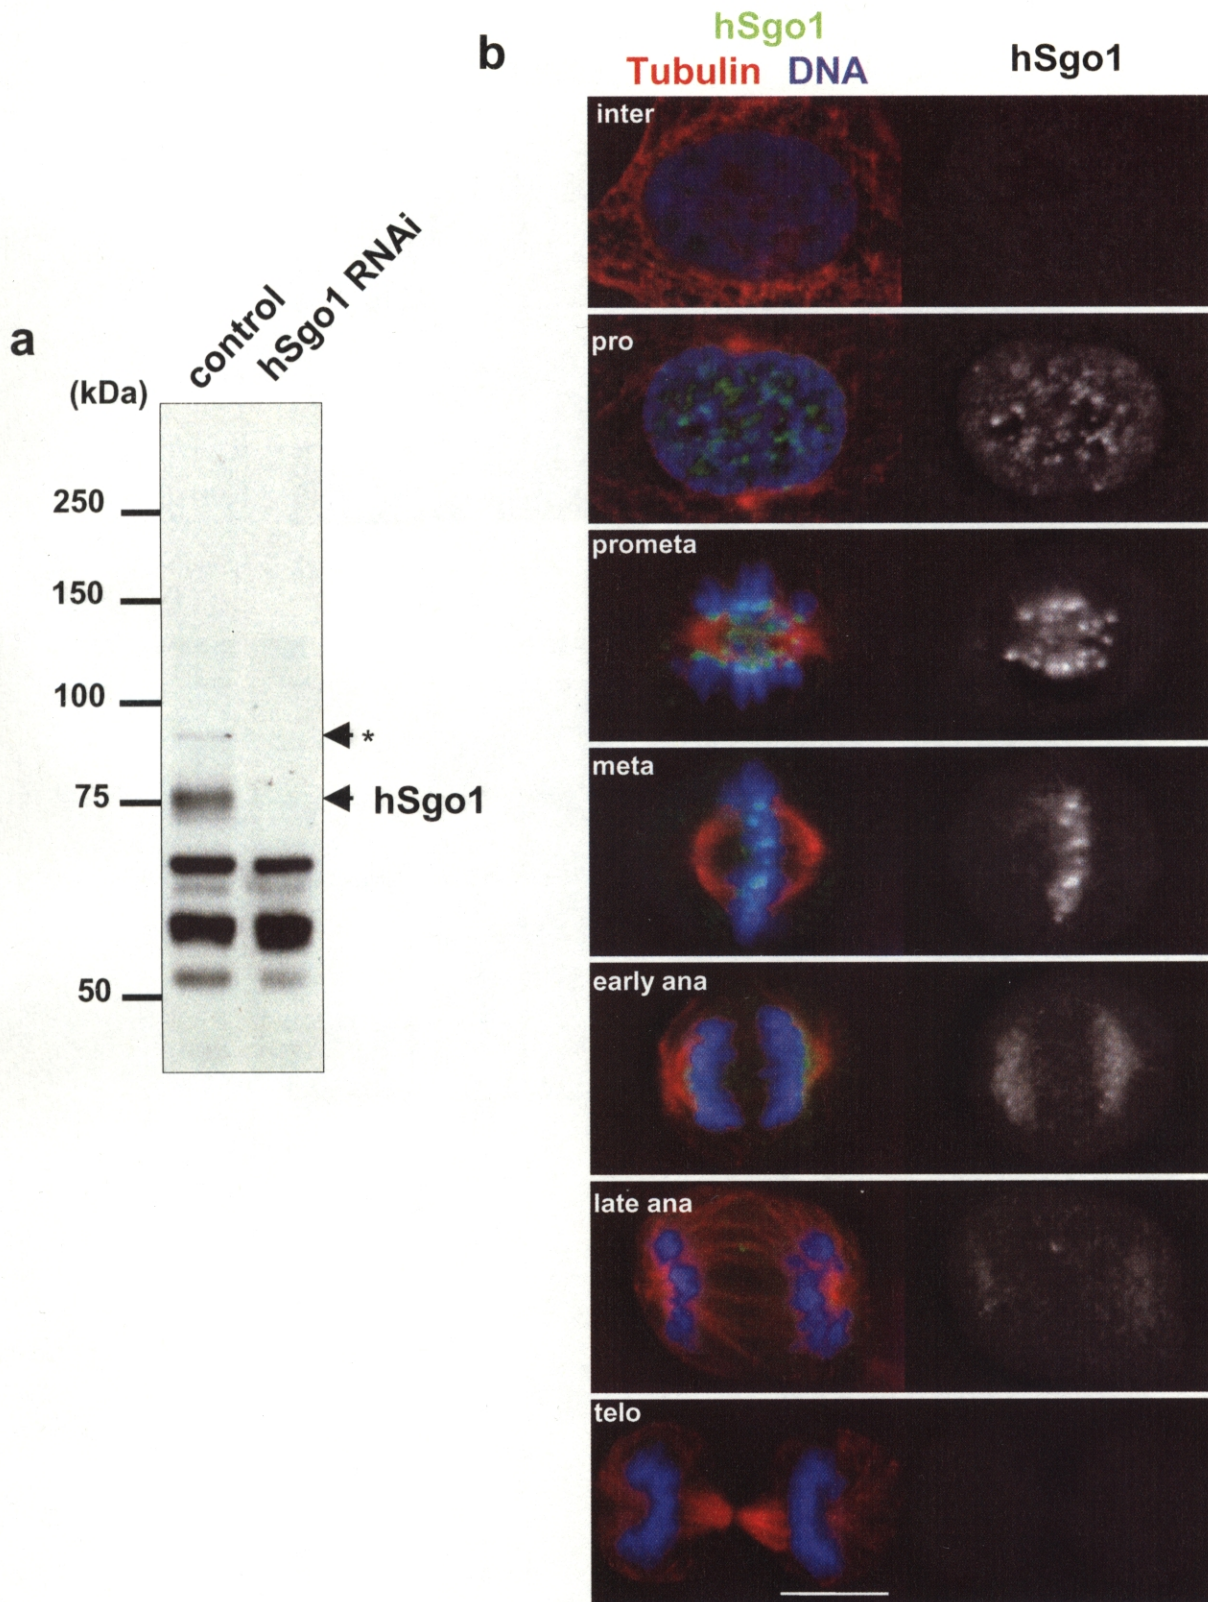 a
control
hSgo1 RNAi
(kDa)
250
150
100
75
50
*
hSgo1
b
hSgo1
Tubulin DNA
hSgo1
inter
pro
prometa
meta
early ana
late ana
telo